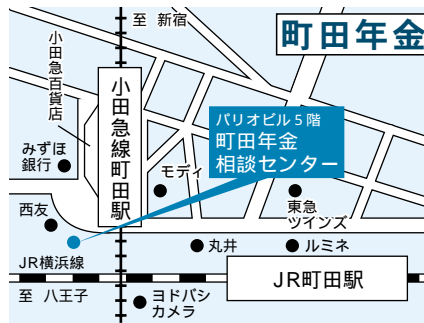 至 新宿
町田年金
小田急百貨店
小田急線町田駅
バリオビル5階
町田年金
相談センター
みずほ
銀行
モディ
東急
ツインズ
西友
丸井
ルミネ
JR横浜線
JR町田駅
至 八王子
ヨドバシ
カメラ